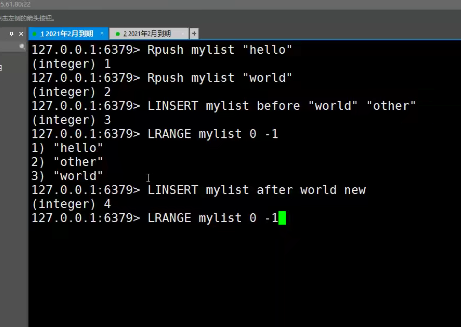 5.61.80:22
1 2021年2月到期 × 2 2021年2月到期 +
127.0.0.1:6379> Rpush mylist "hello"
(integer) 1
127.0.0.1:6379> Rpush mylist "world"
(integer) 2
127.0.0.1:6379> LINSERT mylist before "world" "other"
(integer) 3
127.0.0.1:6379> LRANGE mylist 0 -1
1) "hello"
2) "other"
3) "world"
127.0.0.1:6379> LINSERT mylist after world new
(integer) 4
127.0.0.1:6379> LRANGE mylist 0 -1